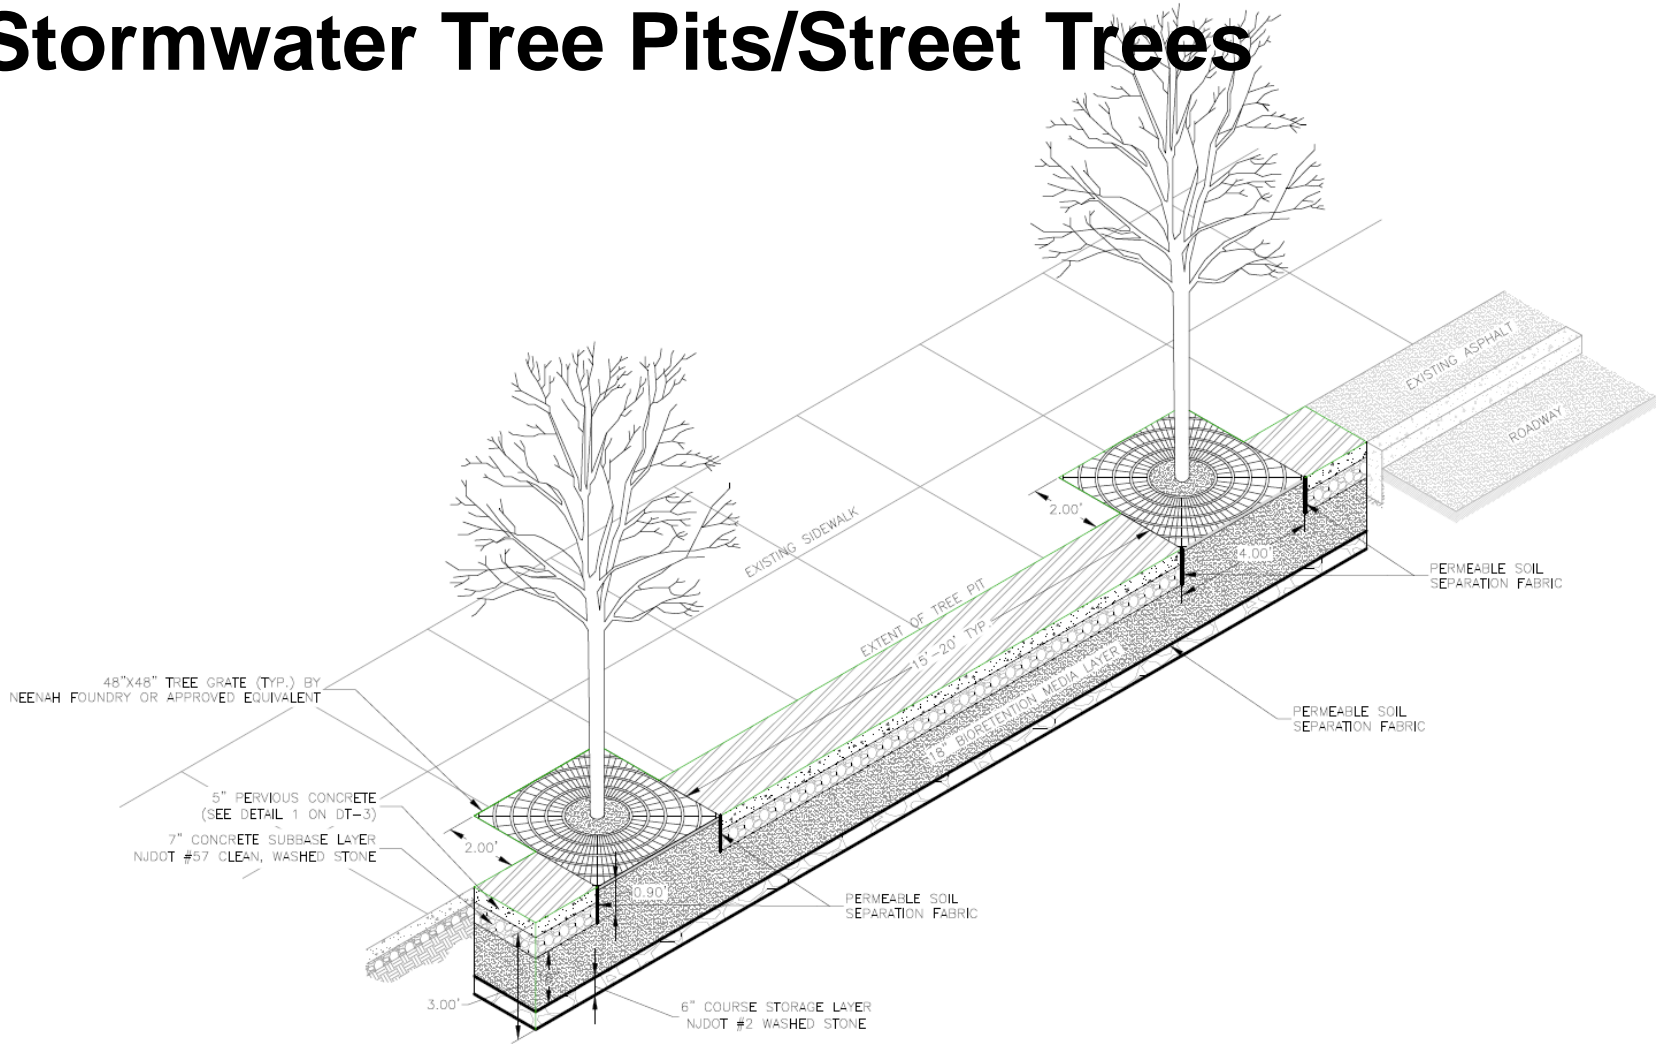 Stormwater Tree Pits/Street Trees
EXISTING ASPHALT
ROADWAY
2.00'
EXISTING SIDEWALK
4.00'
PERMEABLE SOIL
SEPARATION FABRIC
EXTENT OF TREE PIT
15'-20' TYP.
18" BIORETENTION MEDIA LAYER
48"X48" TREE GRATE (TYP.) BY
NEENAH FOUNDRY OR APPROVED EQUIVALENT
PERMEABLE SOIL
SEPARATION FABRIC
5" PERVIOUS CONCRETE
(SEE DETAIL 1 ON DT-3)
7" CONCRETE SUBBASE LAYER
NJDOT #57 CLEAN, WASHED STONE
2.00'
0.90'
PERMEABLE SOIL
SEPARATION FABRIC
3.00'
6" COURSE STORAGE LAYER
NJDOT #2 WASHED STONE